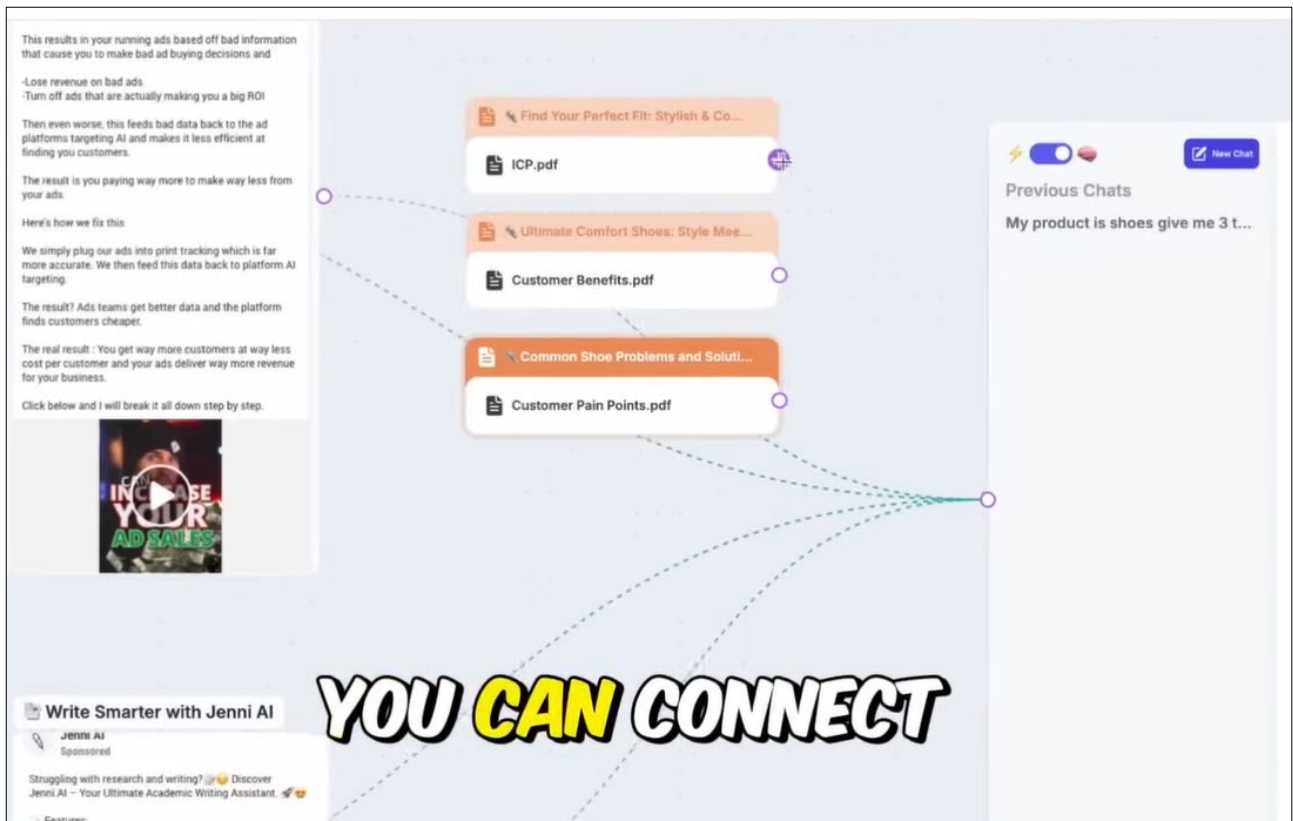 This results in your running ads based off bad information
that cause you to make bad ad buying decisions and
-Lose revenue on bad ads
-Turn off ads that are actually making you a big ROI
Then even worse, this feeds bad data back to the ad
platforms targeting AI and makes it less efficient at
finding you customers.
The result is you paying way more to make way less from
your ads.
Here's how we fix this
We simply plug our ads into print tracking which is far
more accurate. We then feed this data back to platform AI
targeting.
The result? Ads teams get better data and the platform
finds customers cheaper.
The real result : You get way more customers at way less
cost per customer and your ads deliver way more revenue
for your business.
Click below and I will break it all down step by step.
CAN
INCREASE
YOUR
AD SALES
Write Smarter with Jenni AI
Jenni AI
Sponsored
Struggling with research and writing? Discover
Jenni.AI – Your Ultimate Academic Writing Assistant.
Features:
Find Your Perfect Fit: Stylish & Co...
ICP.pdf
Ultimate Comfort Shoes: Style Mee...
Customer Benefits.pdf
Common Shoe Problems and Soluti...
Customer Pain Points.pdf
New Chat
Previous Chats
My product is shoes give me 3 t...
YOU CAN CONNECT